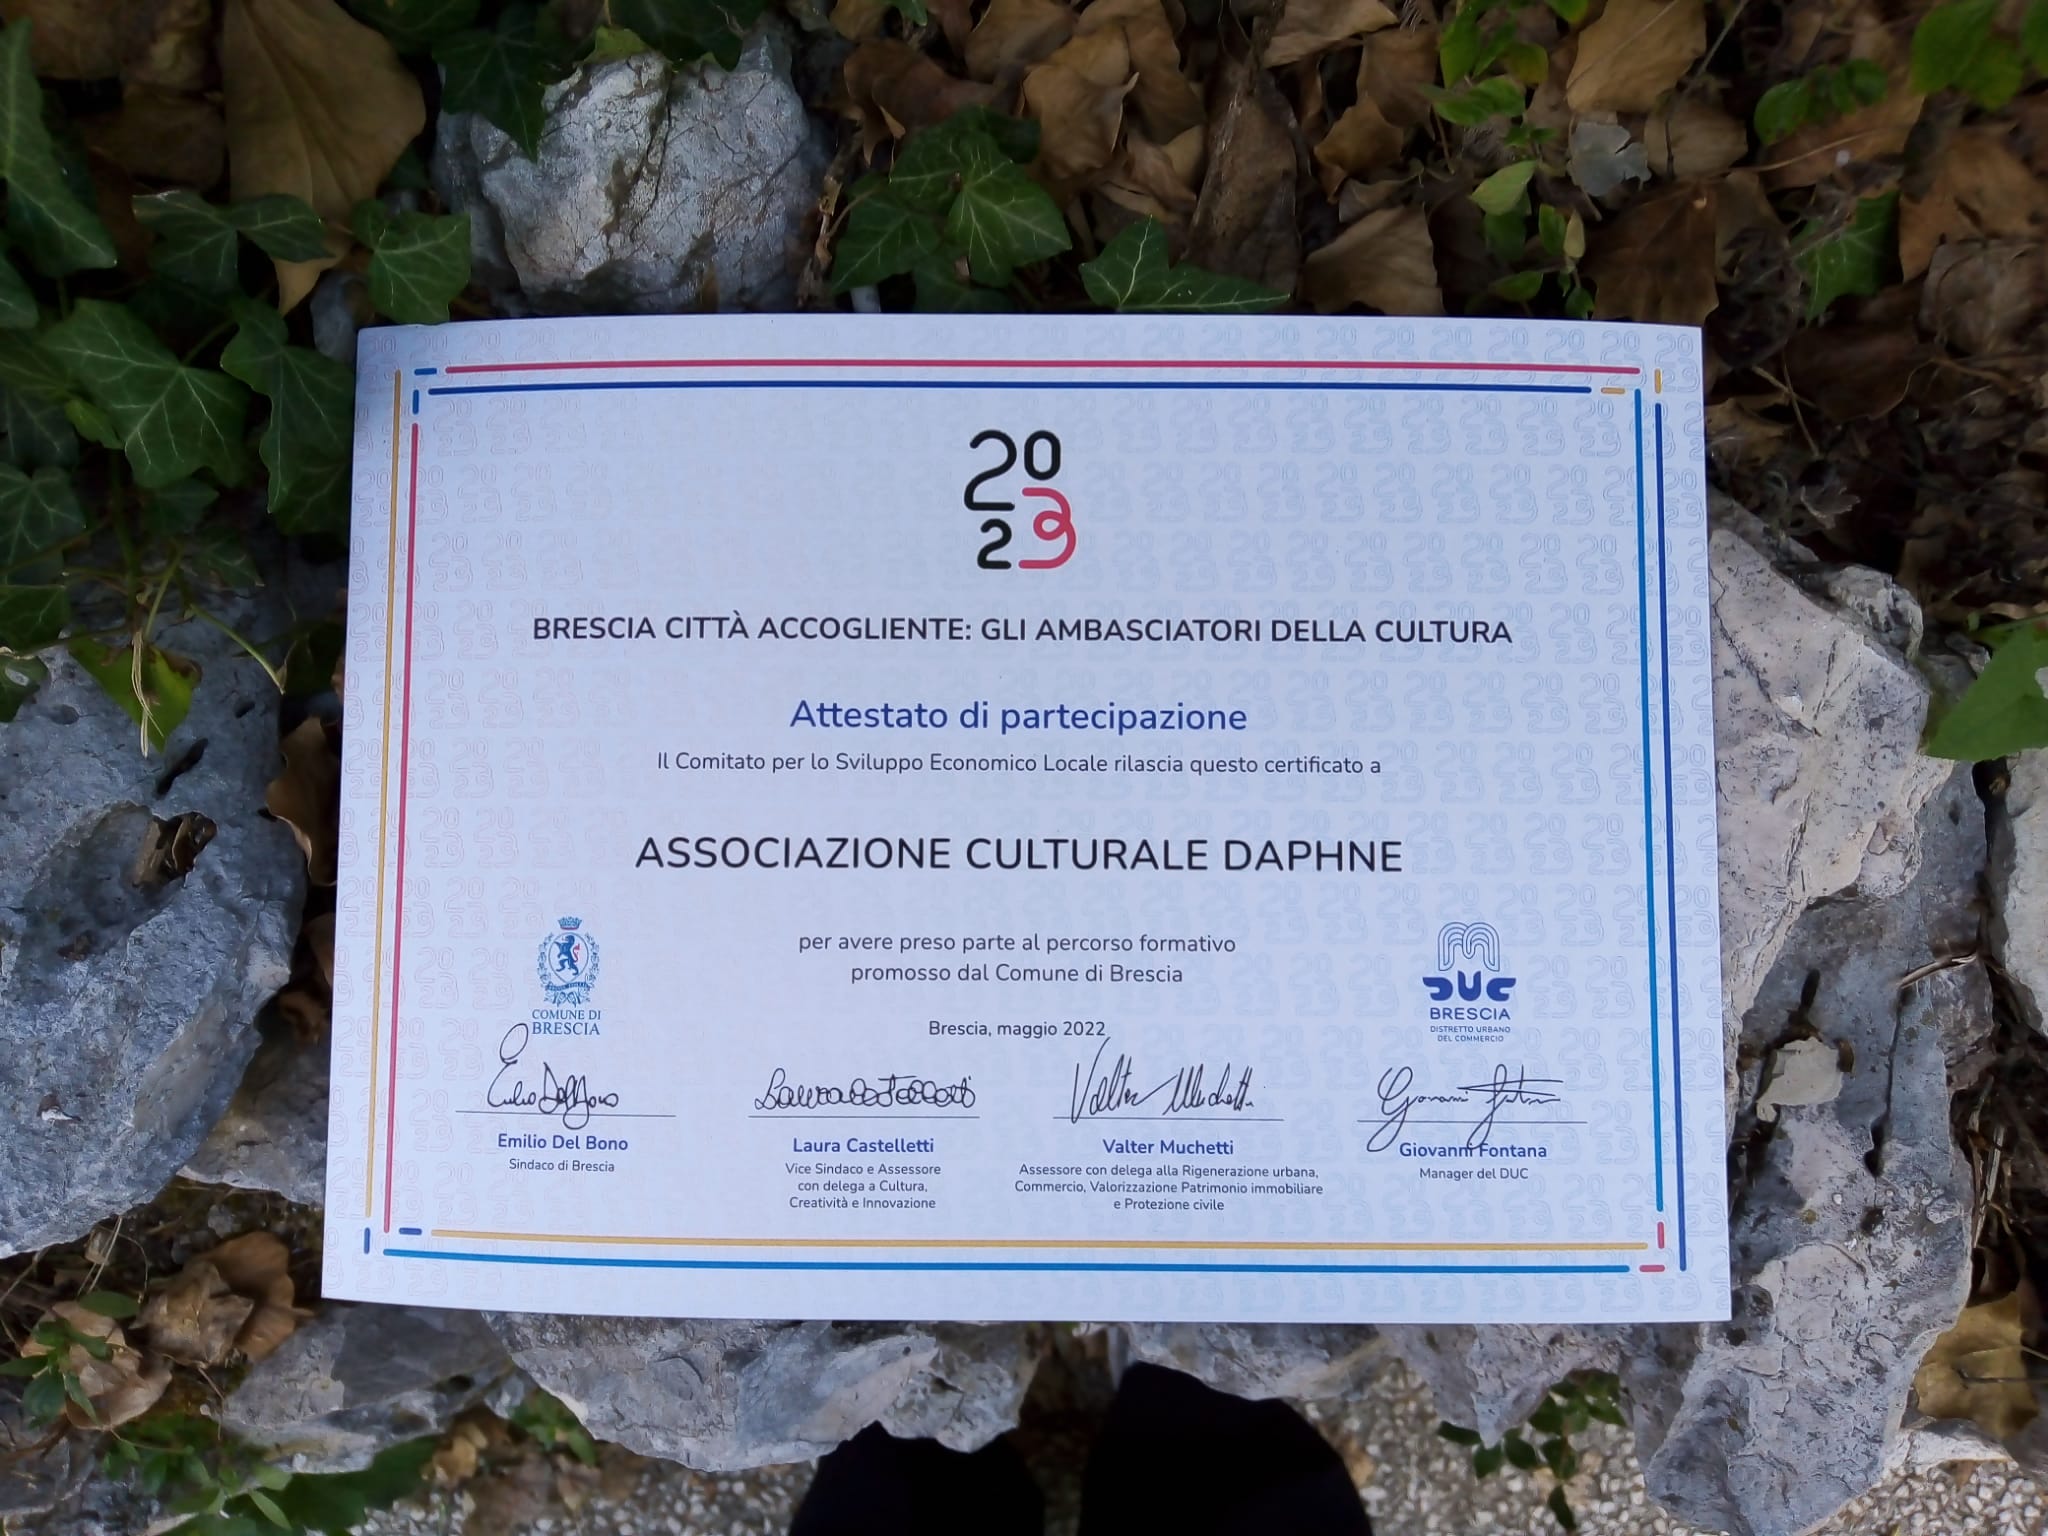 20
23
BRESCIA CITTÀ ACCOGLIENTE: GLI AMBASCIATORI DELLA CULTURA
Attestato di partecipazione
Il Comitato per lo Sviluppo Economico Locale rilascia questo certificato a
ASSOCIAZIONE CULTURALE DAPHNE
per avere preso parte al percorso formativo
promosso dal Comune di Brescia
COMUNE DI
BRESCIA
DUC
BRESCIA
DISTRETTO URBANO
DEL COMMERCIO
Brescia, maggio 2022
Emilio Del Bono
Sindaco di Brescia
Laura Castelletti
Vice Sindaco e Assessore
con delega a Cultura,
Creatività e Innovazione
Valter Muchetti
Valter Muchetti
Assessore con delega alla Rigenerazione urbana,
Commercio, Valorizzazione Patrimonio immobiliare
e Protezione civile
Giovanni Fontana
Manager del DUC